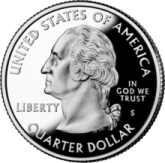 UNITED STATES OF AMERICA
LIBERTY
IN
GOD WE
TRUST
S
QUARTER DOLLAR